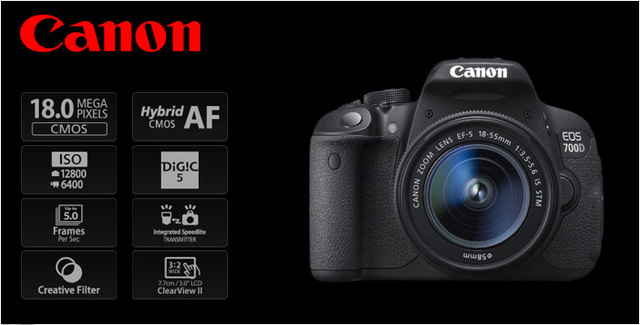 Canon
18.0 MEGA
PIXELS
CMOS
Hybrid
CMOS AF
ISO
12800
6400
DiG!C
5
Up to
5.0
Frames
Per Sec
Integrated Speedlite
TRANSMITTER
Creative Filter
3:2
WIDE
7.7cm / 3.0" LCD
ClearView II
Canon
EOS
700D
CANON ZOOM LENS EF-S 18-55mm 1:3.5-5.6 IS STM
Φ58mm